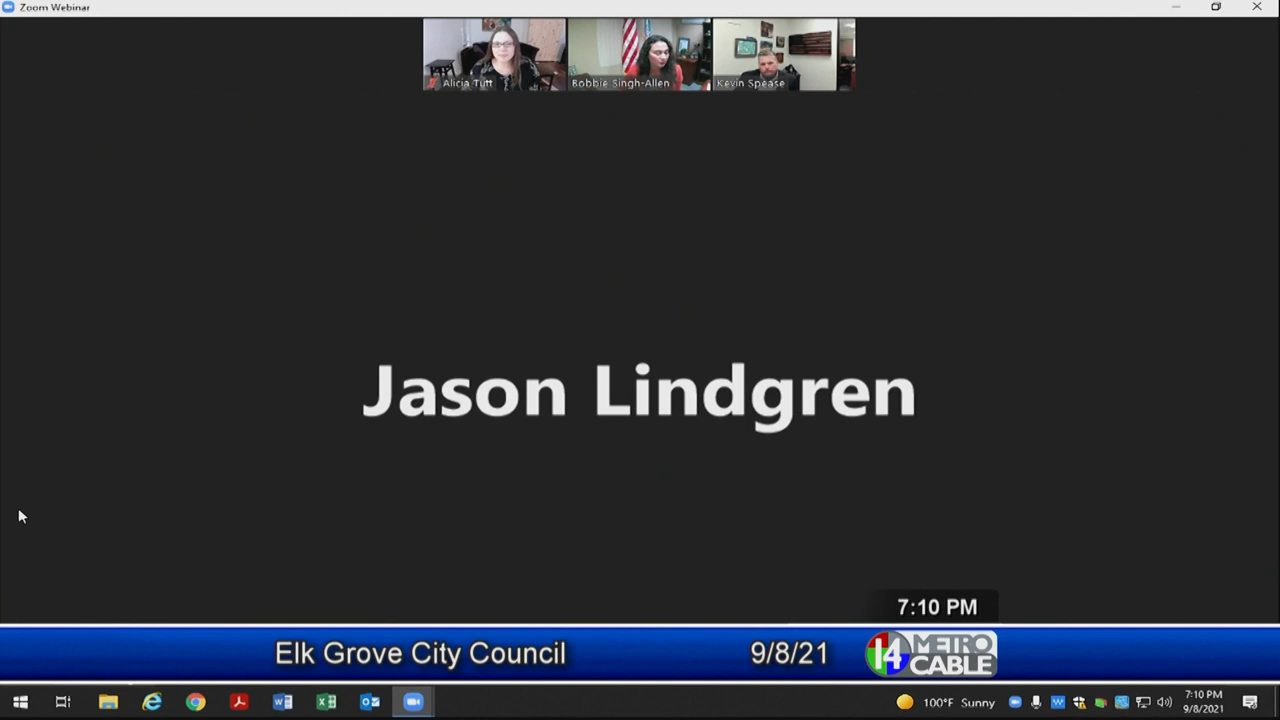 Zoom Webinar
Alicia Tutt
Bobbie Singh-Allen
Kevin Spease
Jason Lindgren
7:10 PM
Elk Grove City Council
9/8/21
14 METRO
CABLE
100°F Sunny
7:10 PM
9/8/2021